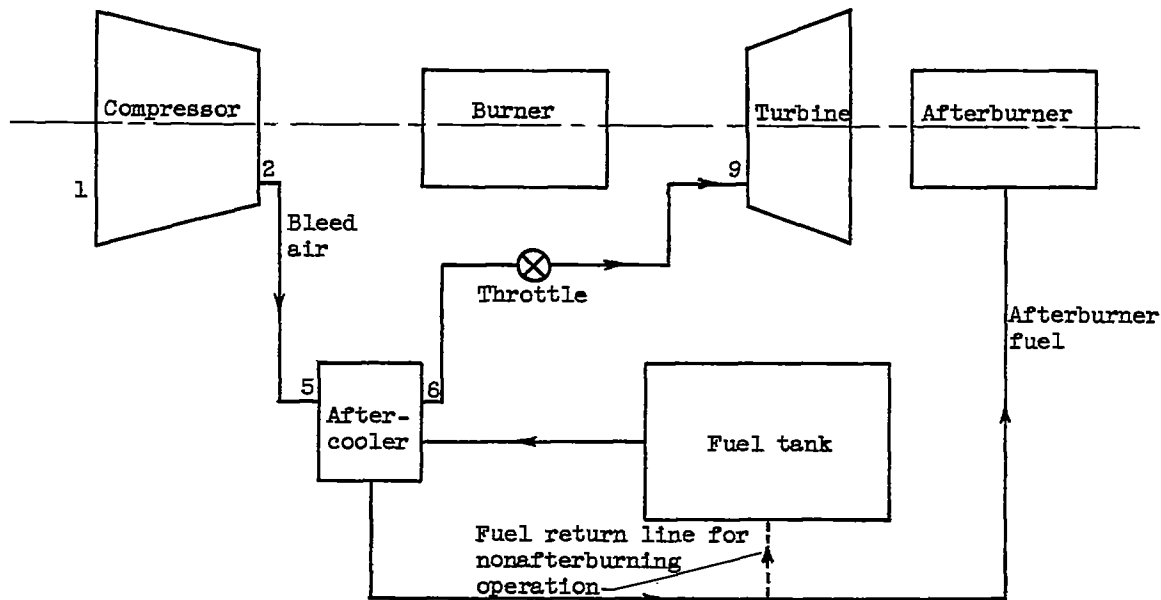 Compressor
Burner
Turbine
Afterburner
1
2
9
Bleed
air
Throttle
Afterburner
fuel
5
6
After-
cooler
Fuel tank
Fuel return line for
nonafterburning
operation